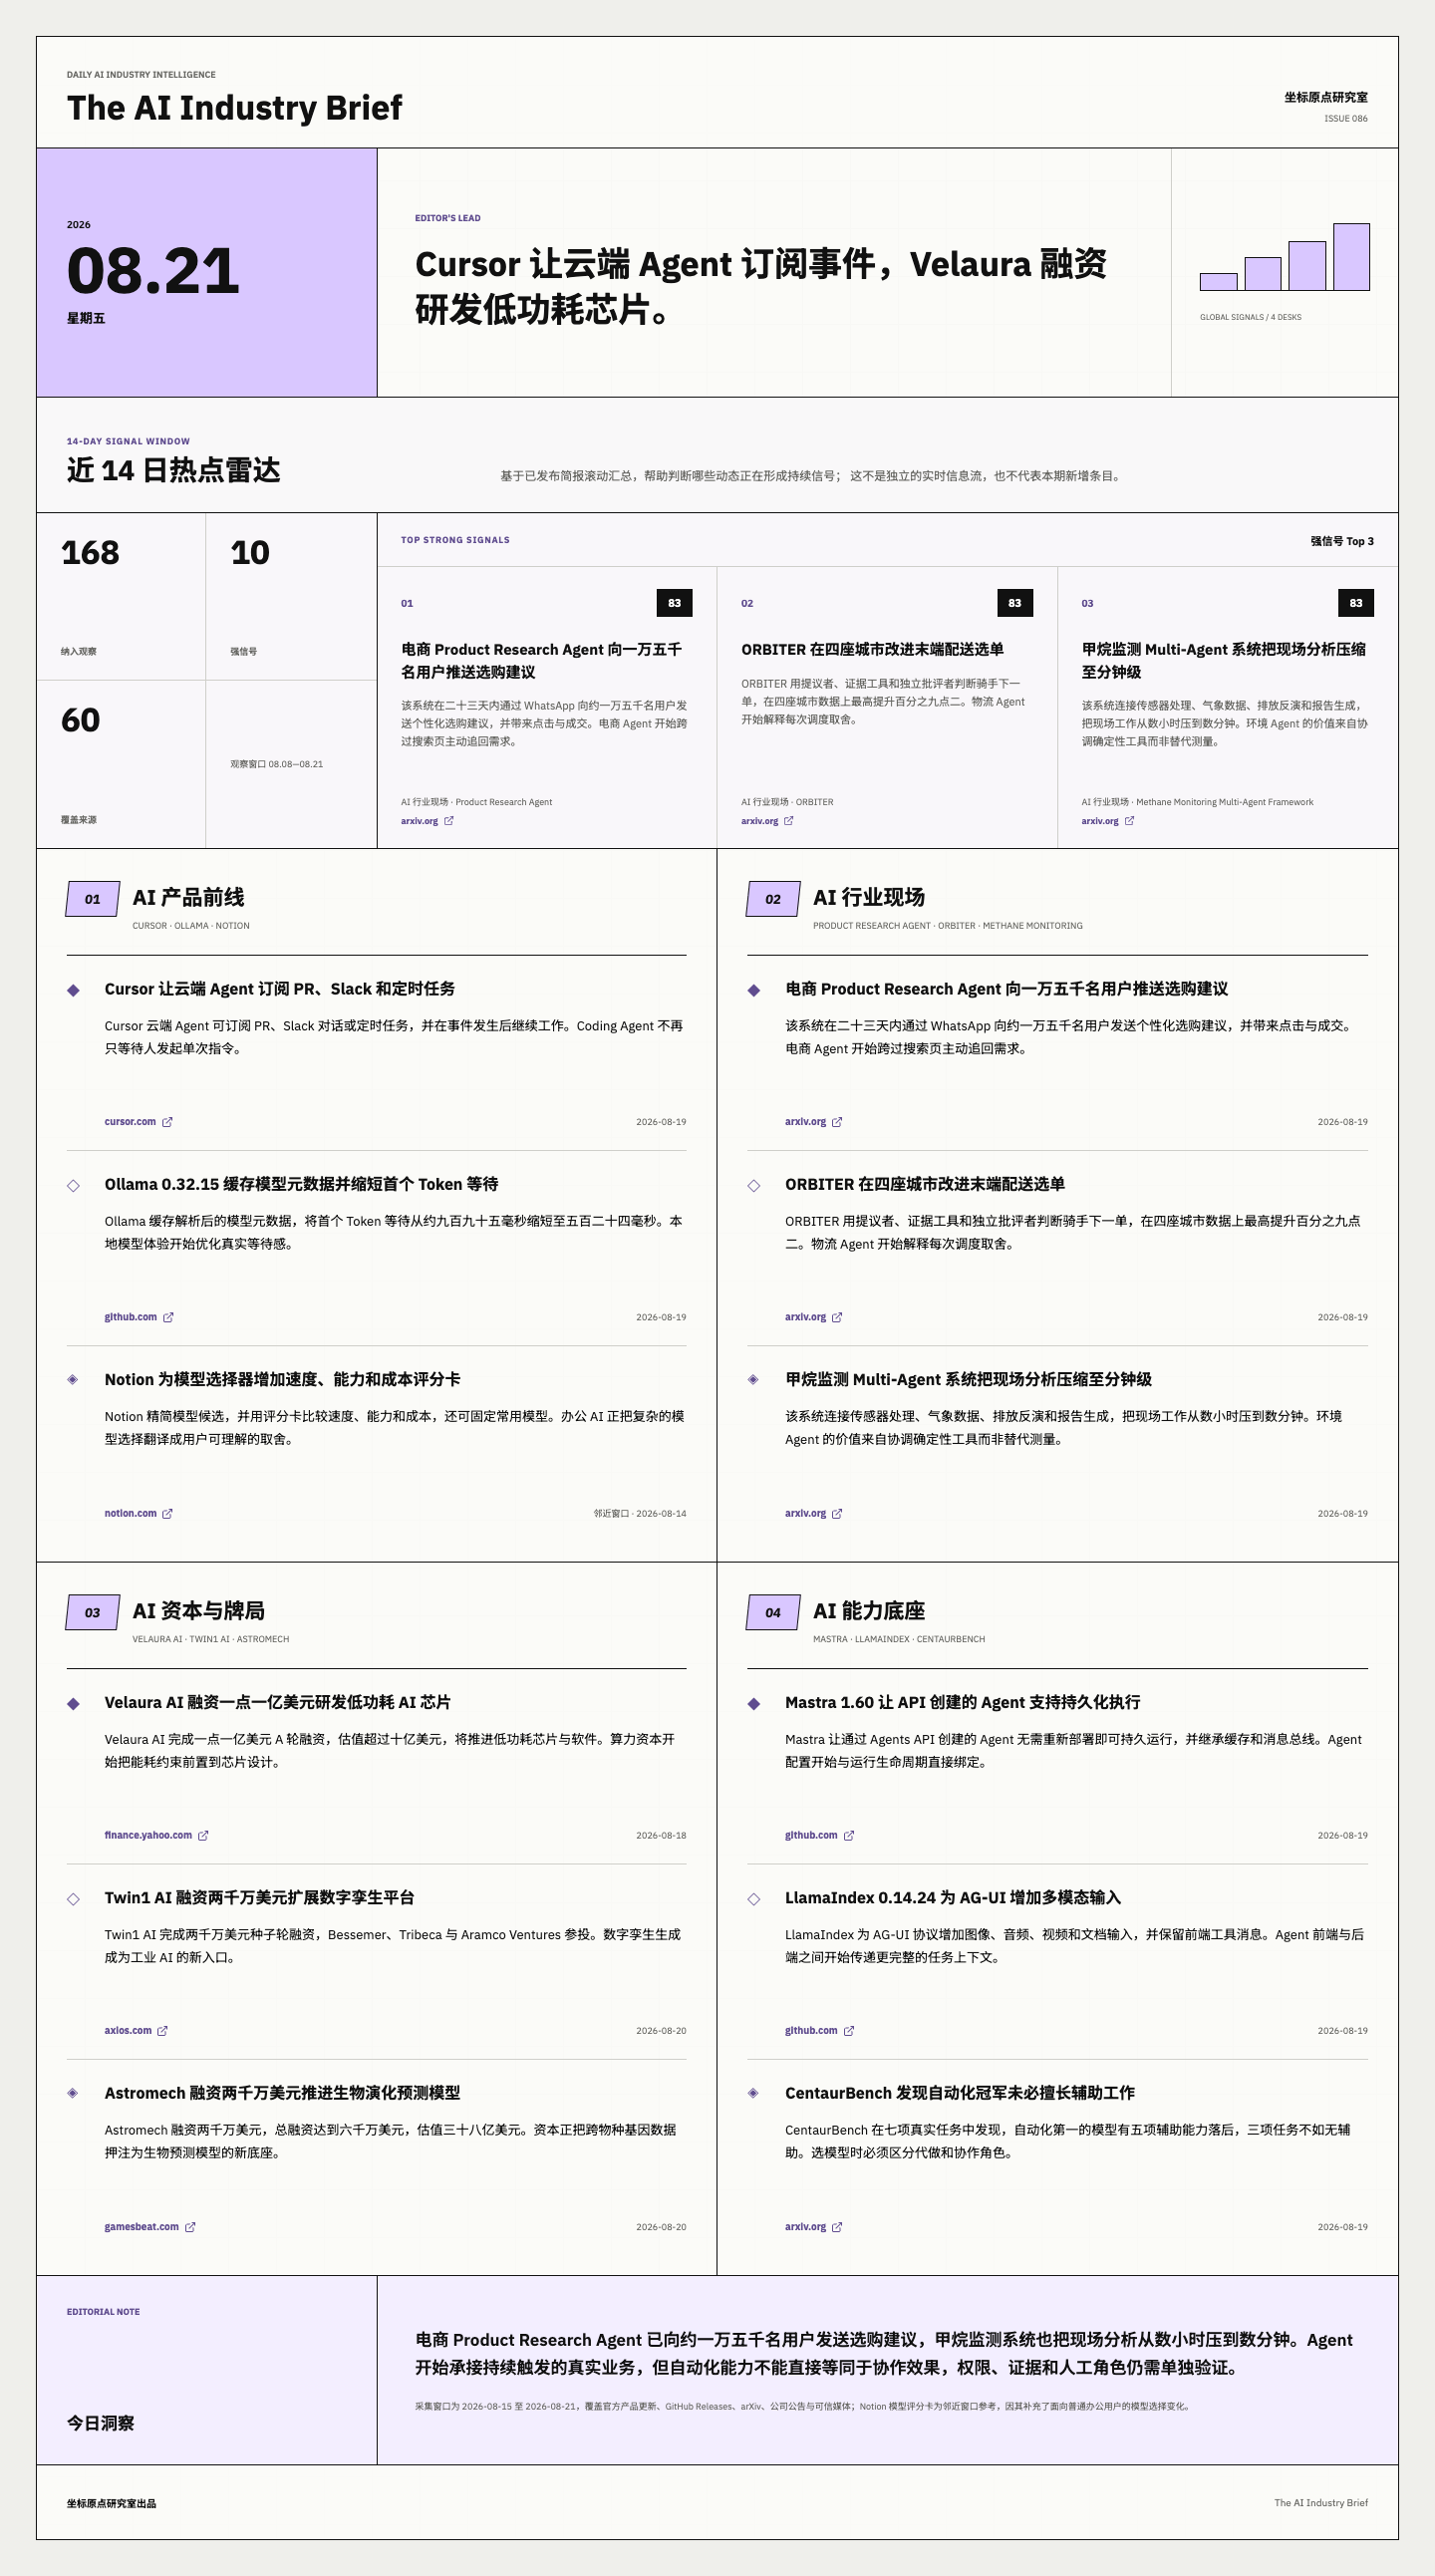 DAILY AI INDUSTRY INTELLIGENCE
The AI Industry Brief
坐标原点研究室
ISSUE 086
2026
08.21
星期五
EDITOR'S LEAD
Cursor 让云端 Agent 订阅事件，Velaura 融资
研发低功耗芯片。
GLOBAL SIGNALS / 4 DESKS
14-DAY SIGNAL WINDOW
近 14 日热点雷达
基于已发布简报滚动汇总，帮助判断哪些动态正在形成持续信号； 这不是独立的实时信息流，也不代表本期新增条目。
168
纳入观察
10
强信号
60
覆盖来源
观察窗口 08.08—08.21
TOP STRONG SIGNALS
强信号 Top 3
01
83
电商 Product Research Agent 向一万五千
名用户推送选购建议
该系统在二十三天内通过 WhatsApp 向约一万五千名用户发
送个性化选购建议，并带来点击与成交。电商 Agent 开始跨
过搜索页主动追回需求。
AI 行业现场 · Product Research Agent
arxiv.org
02
83
ORBITER 在四座城市改进末端配送选单
ORBITER 用提议者、证据工具和独立批评者判断骑手下一
单，在四座城市数据上最高提升百分之九点二。物流 Agent
开始解释每次调度取舍。
AI 行业现场 · ORBITER
arxiv.org
03
83
甲烷监测 Multi-Agent 系统把现场分析压缩
至分钟级
该系统连接传感器处理、气象数据、排放反演和报告生成，
把现场工作从数小时压到数分钟。环境 Agent 的价值来自协
调确定性工具而非替代测量。
AI 行业现场 · Methane Monitoring Multi-Agent Framework
arxiv.org
01
AI 产品前线
CURSOR · OLLAMA · NOTION
Cursor 让云端 Agent 订阅 PR、Slack 和定时任务
Cursor 云端 Agent 可订阅 PR、Slack 对话或定时任务，并在事件发生后继续工作。Coding Agent 不再
只等待人发起单次指令。
cursor.com
2026-08-19
Ollama 0.32.15 缓存模型元数据并缩短首个 Token 等待
Ollama 缓存解析后的模型元数据，将首个 Token 等待从约九百九十五毫秒缩短至五百二十四毫秒。本
地模型体验开始优化真实等待感。
github.com
2026-08-19
Notion 为模型选择器增加速度、能力和成本评分卡
Notion 精简模型候选，并用评分卡比较速度、能力和成本，还可固定常用模型。办公 AI 正把复杂的模
型选择翻译成用户可理解的取舍。
notion.com
邻近窗口 · 2026-08-14
02
AI 行业现场
PRODUCT RESEARCH AGENT · ORBITER · METHANE MONITORING
电商 Product Research Agent 向一万五千名用户推送选购建议
该系统在二十三天内通过 WhatsApp 向约一万五千名用户发送个性化选购建议，并带来点击与成交。
电商 Agent 开始跨过搜索页主动追回需求。
arxiv.org
2026-08-19
ORBITER 在四座城市改进末端配送选单
ORBITER 用提议者、证据工具和独立批评者判断骑手下一单，在四座城市数据上最高提升百分之九点
二。物流 Agent 开始解释每次调度取舍。
arxiv.org
2026-08-19
甲烷监测 Multi-Agent 系统把现场分析压缩至分钟级
该系统连接传感器处理、气象数据、排放反演和报告生成，把现场工作从数小时压到数分钟。环境
Agent 的价值来自协调确定性工具而非替代测量。
arxiv.org
2026-08-19
03
AI 资本与牌局
VELAURA AI · TWIN1 AI · ASTROMECH
Velaura AI 融资一点一亿美元研发低功耗 AI 芯片
Velaura AI 完成一点一亿美元 A 轮融资，估值超过十亿美元，将推进低功耗芯片与软件。算力资本开
始把能耗约束前置到芯片设计。
finance.yahoo.com
2026-08-18
Twin1 AI 融资两千万美元扩展数字孪生平台
Twin1 AI 完成两千万美元种子轮融资，Bessemer、Tribeca 与 Aramco Ventures 参投。数字孪生生成
成为工业 AI 的新入口。
axios.com
2026-08-20
Astromech 融资两千万美元推进生物演化预测模型
Astromech 融资两千万美元，总融资达到六千万美元，估值三十八亿美元。资本正把跨物种基因数据
押注为生物预测模型的新底座。
gamesbeat.com
2026-08-20
04
AI 能力底座
MASTRA · LLAMAINDEX · CENTAURBENCH
Mastra 1.60 让 API 创建的 Agent 支持持久化执行
Mastra 让通过 Agents API 创建的 Agent 无需重新部署即可持久运行，并继承缓存和消息总线。Agent
配置开始与运行生命周期直接绑定。
github.com
2026-08-19
LlamaIndex 0.14.24 为 AG-UI 增加多模态输入
LlamaIndex 为 AG-UI 协议增加图像、音频、视频和文档输入，并保留前端工具消息。Agent 前端与后
端之间开始传递更完整的任务上下文。
github.com
2026-08-19
CentaurBench 发现自动化冠军未必擅长辅助工作
CentaurBench 在七项真实任务中发现，自动化第一的模型有五项辅助能力落后，三项任务不如无辅
助。选模型时必须区分代做和协作角色。
arxiv.org
2026-08-19
EDITORIAL NOTE
今日洞察
电商 Product Research Agent 已向约一万五千名用户发送选购建议，甲烷监测系统也把现场分析从数小时压到数分钟。Agent
开始承接持续触发的真实业务，但自动化能力不能直接等同于协作效果，权限、证据和人工角色仍需单独验证。
采集窗口为 2026-08-15 至 2026-08-21，覆盖官方产品更新、GitHub Releases、arXiv、公司公告与可信媒体；Notion 模型评分卡为邻近窗口参考，因其补充了面向普通办公用户的模型选择变化。
坐标原点研究室出品
The AI Industry Brief